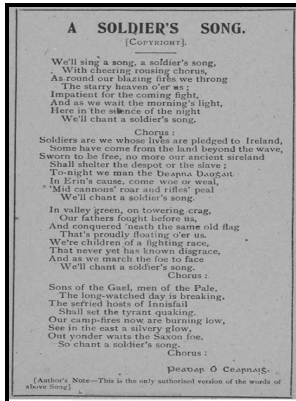 A SOLDIER'S SONG.
[COPYRIGHT].
We'll sing a song, a soldier's song,
With cheering rousing chorus,
As round our blazing fires we throng
The starry heaven o'er us;
Impatient for the coming fight,
And as we wait the morning's light,
Here in the silence of the night
We'll chant a soldier's song.
Chorus:
Soldiers are we whose lives are pledged to Ireland,
Some have come from the land beyond the wave,
Sworn to be free, no more our ancient sireland
Shall shelter the despot or the slave;
To-night we man the Bearna Baogail
In Erin's cause, come woe or weal,
'Mid cannons' roar and rifles' peal
We'll chant a soldier's song.
In valley green, on towering crag,
Our fathers fought before us,
And conquered 'neath the same old flag
That's proudly floating o'er us.
We're children of a fighting race,
That never yet has known disgrace,
And as we march the foe to face
We'll chant a soldier's song.
Chorus:
Sons of the Gael, men of the Pale,
The long-watched day is breaking,
The serried hosts of Innisfail
Shall set the tyrant quaking.
Our camp-fires now are burning low,
See in the east a silvery glow,
Out yonder waits the Saxon foe,
So chant a soldier's song.
Chorus:
Peadar Ó Cearnaig.
[Author's Note—This is the only authorised version of the words of
above Song]